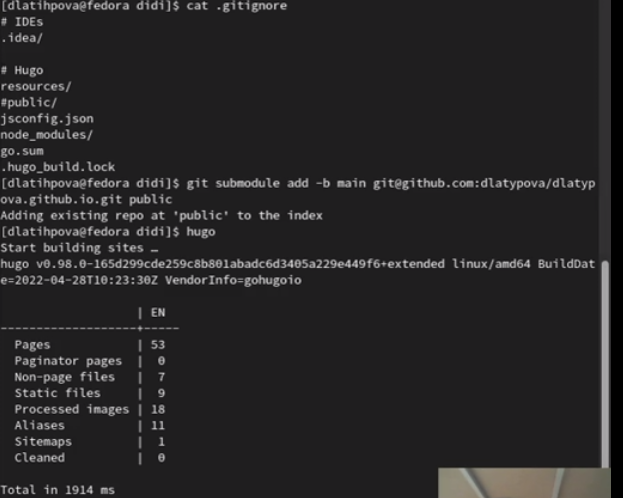 [dlatihpova@fedora didi]$ cat .gitignore
# IDEs
.idea/
# Hugo
resources/
#public/
jsconfig.json
node_modules/
go.sum
.hugo_build.lock
[dlatihpova@fedora didi]$ git submodule add -b main git@github.com:dlatypova/dlatyp
ova.github.io.git public
Adding existing repo at 'public' to the index
[dlatihpova@fedora didi]$ hugo
Start building sites …
hugo v0.98.0-165d299cde259c8b801abadc6d3405a229e449f6+extended linux/amd64 BuildDat
e=2022-04-28T10:23:30Z VendorInfo=gohugoio
| EN
-------------------+-----
Pages | 53
Paginator pages | 0
Non-page files | 7
Static files | 9
Processed images | 18
Aliases | 11
Sitemaps | 1
Cleaned | 0
Total in 1914 ms